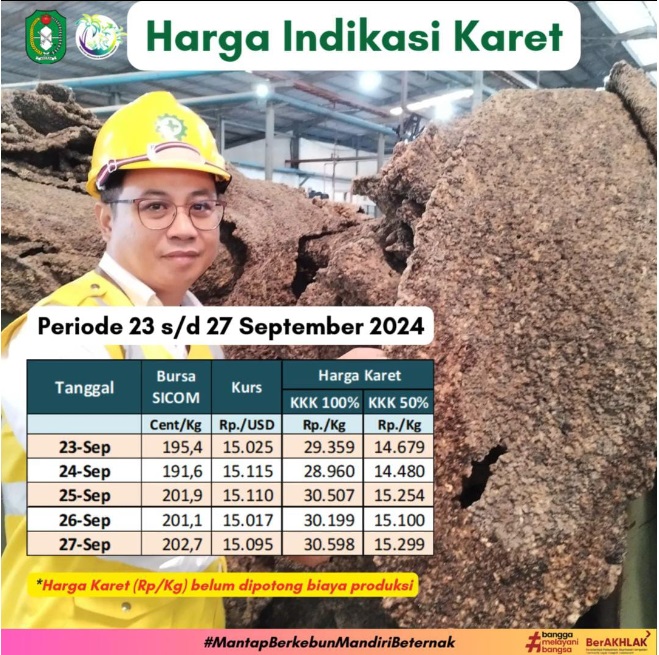 Harga Indikasi Karet
Periode 23 s/d 27 September 2024
Tanggal Bursa SICOM Kurs Harga Karet
KKK 100% KKK 50%
Cent/Kg Rp./USD Rp./Kg Rp./Kg
23-Sep 195,4 15.025 29.359 14.679
24-Sep 191,6 15.115 28.960 14.480
25-Sep 201,9 15.110 30.507 15.254
26-Sep 201,1 15.017 30.199 15.100
27-Sep 202,7 15.095 30.598 15.299
*Harga Karet (Rp/Kg) belum dipotong biaya produksi
#MantapBerkebunMandiriBeternak
#bangga
melayani
bangsa
BerAKHLAK